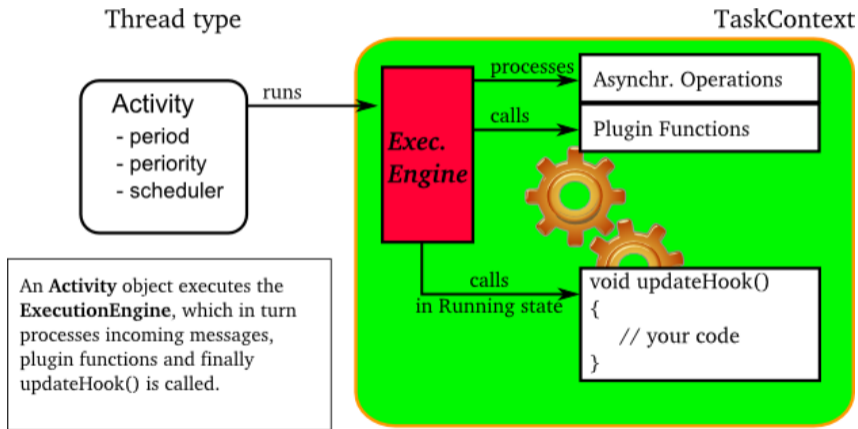 Thread type
TaskContext
Activity
- period
- periority
- scheduler
runs
Exec.
Engine
processes
Asynchr. Operations
calls
Plugin Functions
calls
in Running state
void updateHook()
{
// your code
}
An Activity object executes the
ExecutionEngine, which in turn
processes incoming messages,
plugin functions and finally
updateHook() is called.